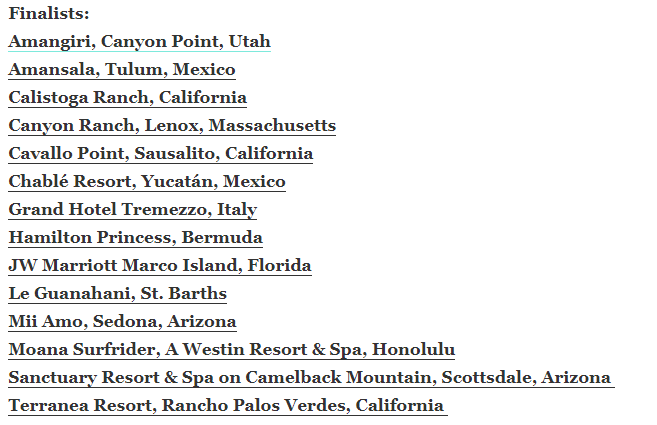 Finalists:
Amangiri, Canyon Point, Utah
Amansala, Tulum, Mexico
Calistoga Ranch, California
Canyon Ranch, Lenox, Massachusetts
Cavallo Point, Sausalito, California
Chablé Resort, Yucatán, Mexico
Grand Hotel Tremezzo, Italy
Hamilton Princess, Bermuda
JW Marriott Marco Island, Florida
Le Guanahani, St. Barths
Mii Amo, Sedona, Arizona
Moana Surfrider, A Westin Resort & Spa, Honolulu
Sanctuary Resort & Spa on Camelback Mountain, Scottsdale, Arizona
Terranea Resort, Rancho Palos Verdes, California